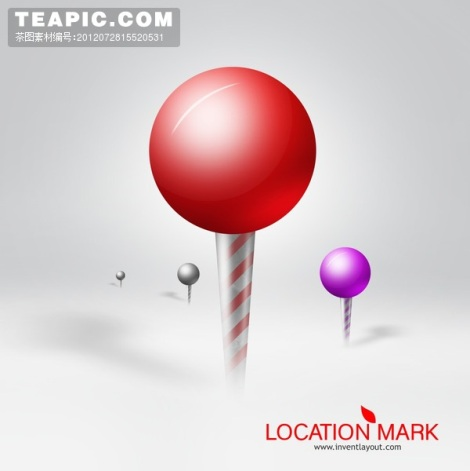 TEAPIC.COM
茶图素材编号:2012072815520531
LOCATION MARK
www.inventlayout.com